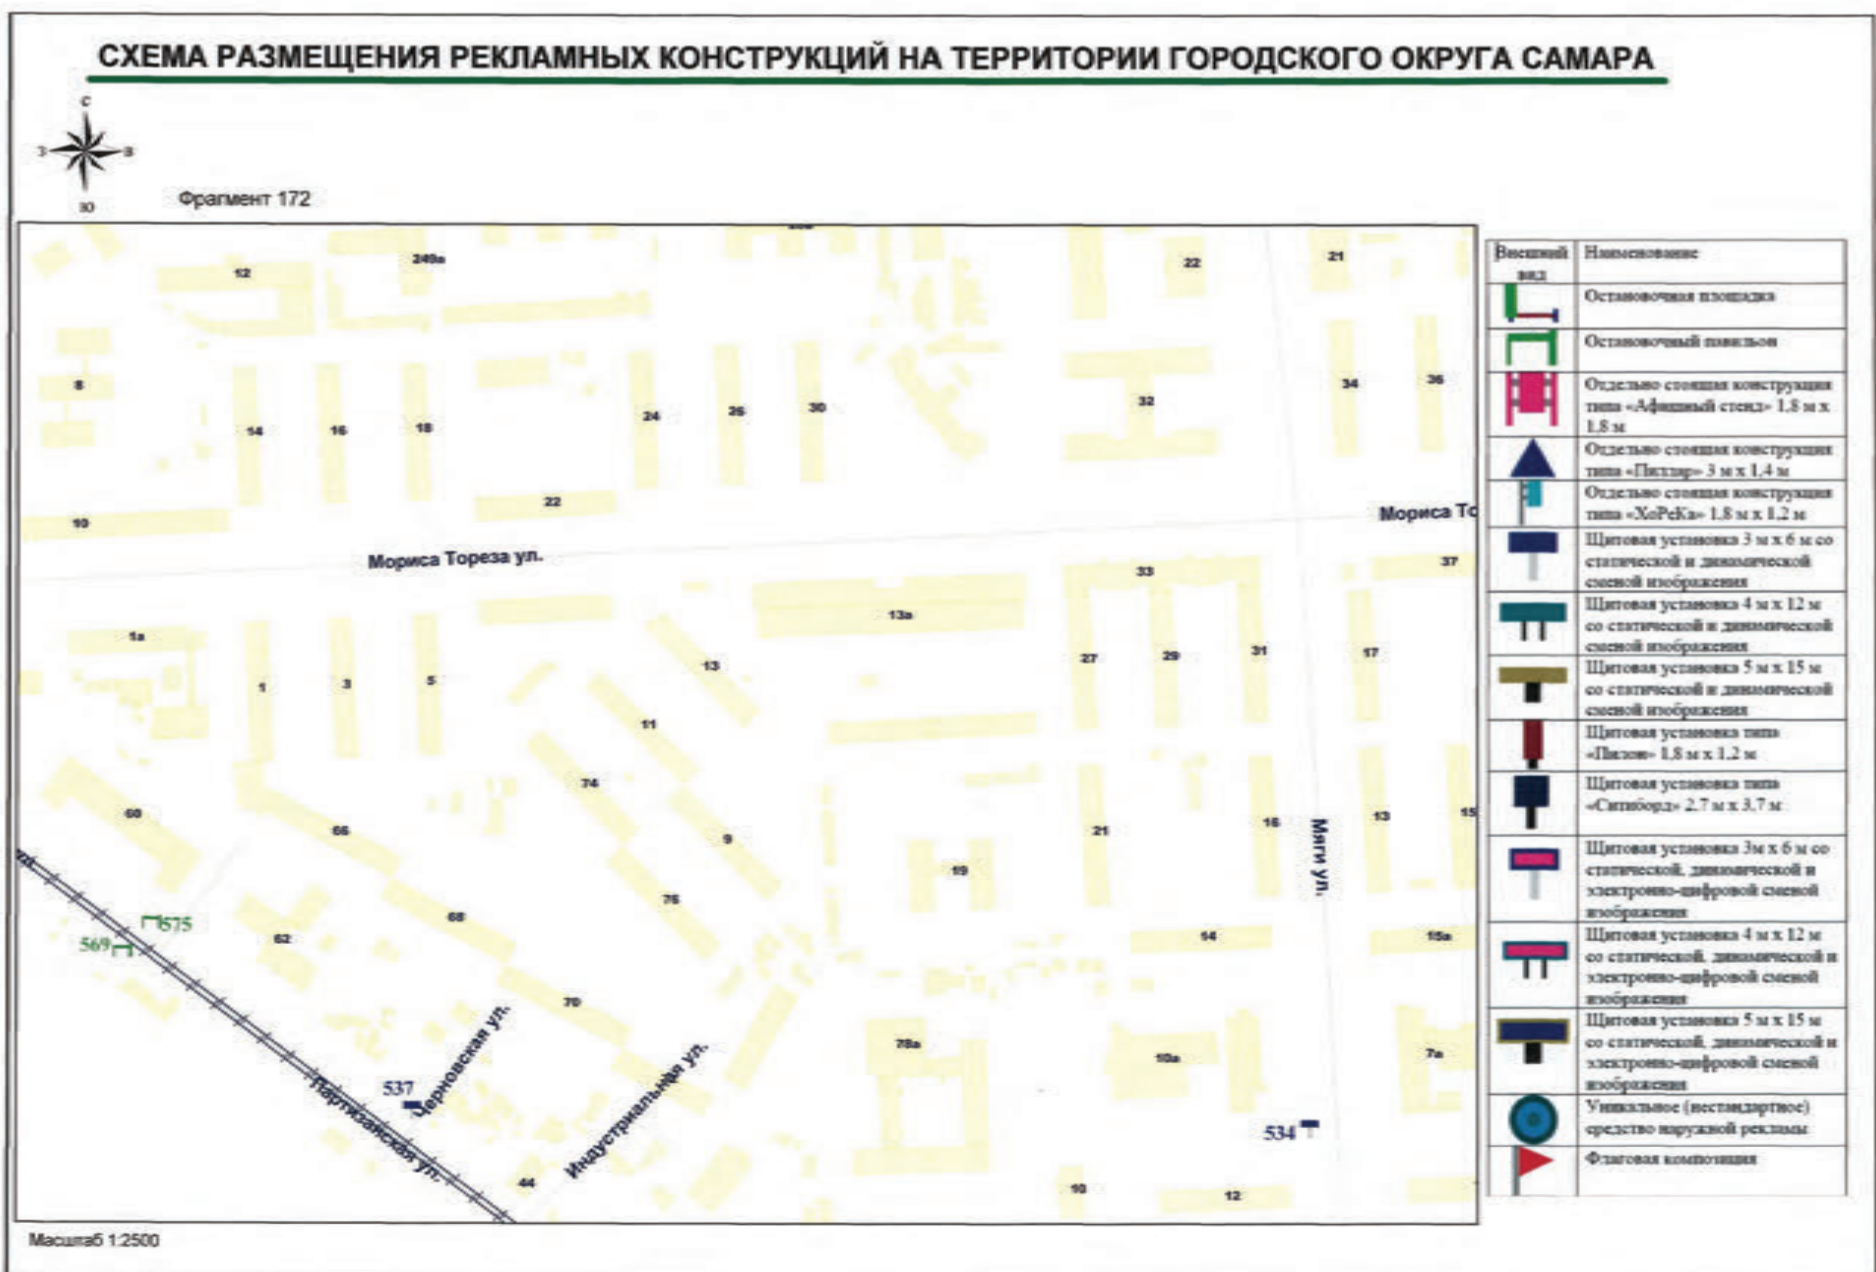 СХЕМА РАЗМЕЩЕНИЯ РЕКЛАМНЫХ КОНСТРУКЦИЙ НА ТЕРРИТОРИИ ГОРОДСКОГО ОКРУГА САМАРА
С
З В
Ю
Фрагмент 172
12 249а 22 21
8 14 16 18 24 26 30 32 34 36
10 22
Мориса Тореза ул.
Мориса То
33 37
1а 13а
1 3 5 13 11 27 29 31 17
60 66 74 9 19 21 16 13 15
Мяги ул.
575
569
62 68 76 14 15а
70 78а 10а 7а
537
Черновская ул.
Партизанская ул.
Индустриальная ул.
534
44 10 12
Масштаб 1:2500
Внешний вид
Наименование
Остановочная площадка
Остановочный павильон
Отдельно стоящая конструкция
типа «Афишный стенд» 1,8 м х
1,8 м
Отдельно стоящая конструкция
типа «Пиллар» 3 м х 1,4 м
Отдельно стоящая конструкция
типа «ХоРеКа» 1,8 м х 1,2 м
Щитовая установка 3 м х 6 м со
статической и динамической
сменой изображения
Щитовая установка 4 м х 12 м
со статической и динамической
сменой изображения
Щитовая установка 5 м х 15 м
со статической и динамической
сменой изображения
Щитовая установка типа
«Пилон» 1,8 м х 1,2 м
Щитовая установка типа
«Ситиборд» 2,7 м х 3,7 м
Щитовая установка 3м х 6 м со
статической, динамической и
электронно-цифровой сменой
изображения
Щитовая установка 4 м х 12 м
со статической, динамической и
электронно-цифровой сменой
изображения
Щитовая установка 5 м х 15 м
со статической, динамической и
электронно-цифровой сменой
изображения
Уникальное (нестандартное)
средство наружной рекламы
Флаговая композиция